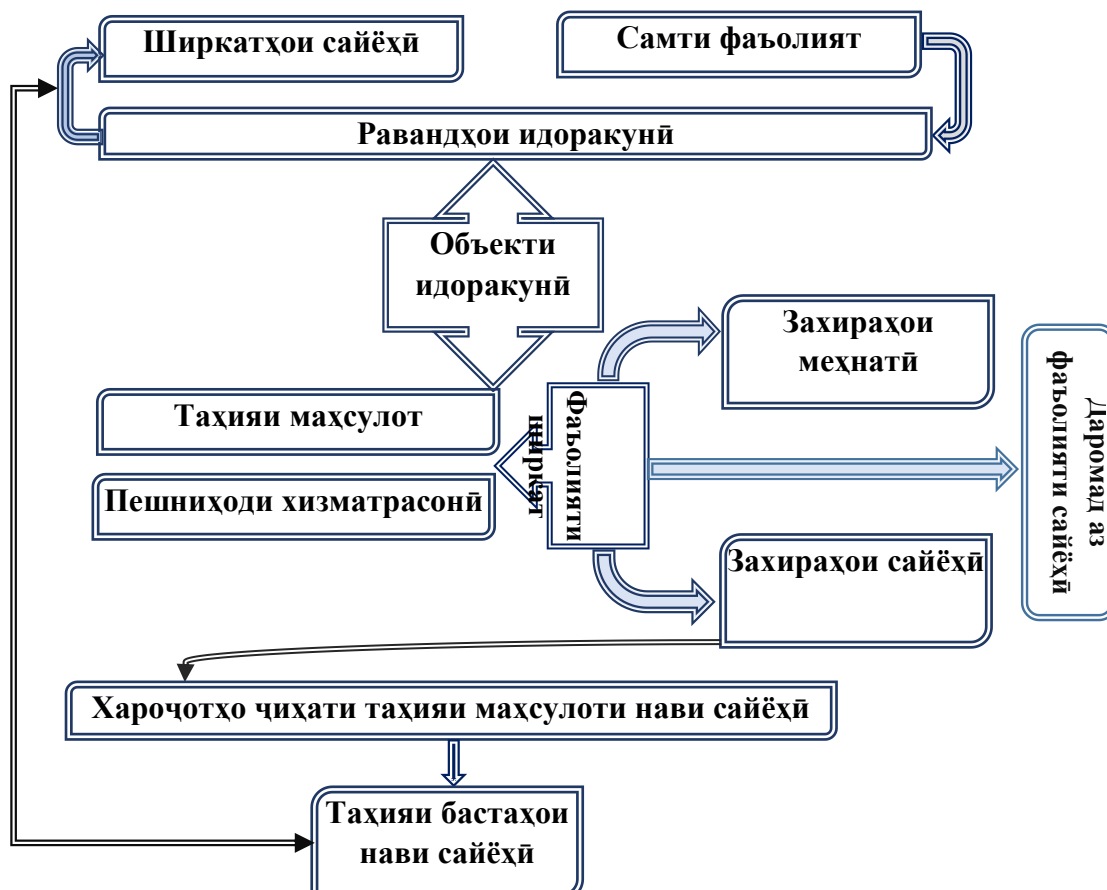 Ширкатҳои сайёҳӣ
Самти фаъолият
Равандҳои идоракунӣ
Объекти
идоракунӣ
Захираҳои
меҳнатӣ
Даромад аз
фаъолияти сайёҳӣ
Таҳияи маҳсулот
Фаъолияти
ширкат
Пешниҳоди хизматрасонӣ
Захираҳои сайёҳӣ
Хароҷотҳо ҷиҳати таҳияи маҳсулоти нави сайёҳӣ
Таҳияи бастаҳои
нави сайёҳӣ